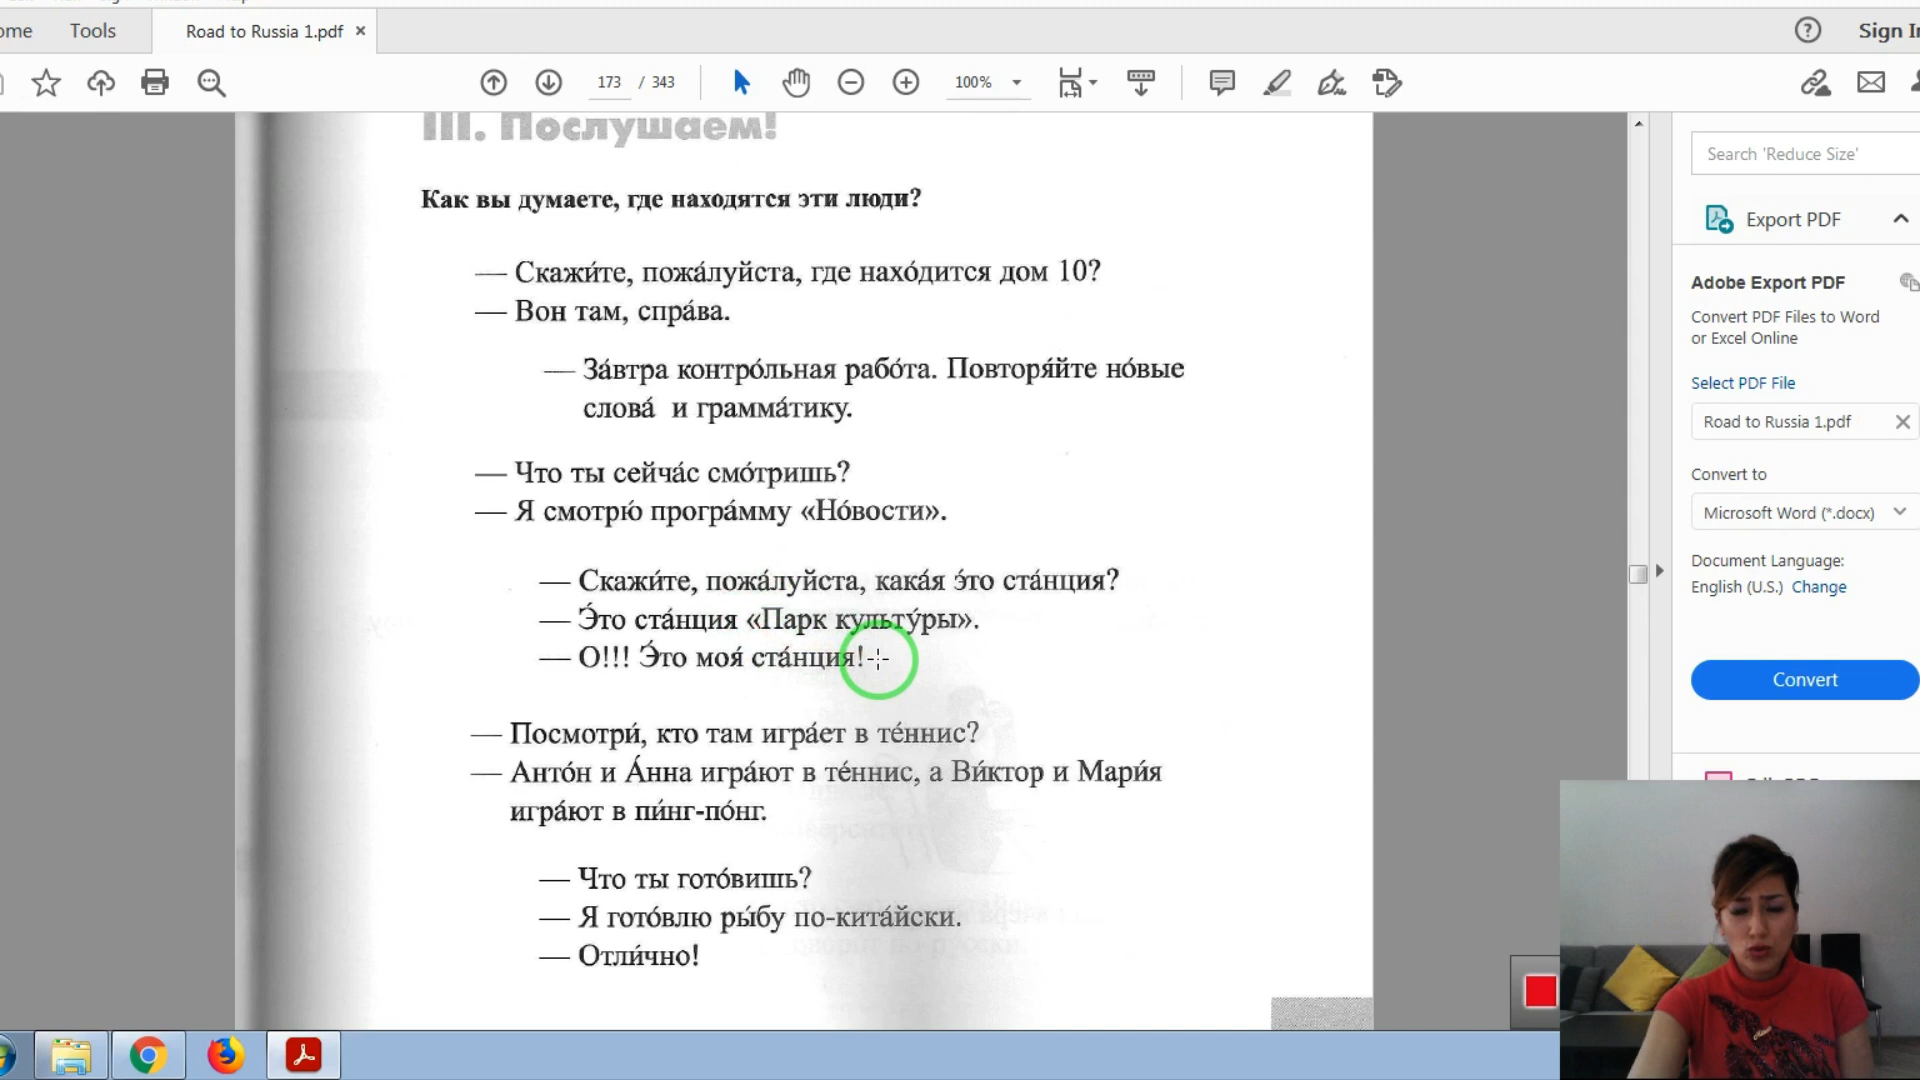 ome
Tools
Road to Russia 1.pdf
×
?
Sign In
173 / 343
100%
III. Послушаем!
Как вы думаете, где находятся эти люди?
— Скажи́те, пожа́луйста, где нахо́дится дом 10?
— Вон там, спра́ва.
— За́втра контро́льная рабо́та. Повторя́йте но́вые
слова́ и грамма́тику.
— Что ты сейча́с смо́тришь?
— Я смотрю́ програ́мму «Но́вости».
— Скажи́те, пожа́луйста, кака́я э́то ста́нция?
— Э́то ста́нция «Парк культу́ры».
— О!!! Э́то моя́ ста́нция!
— Посмотри́, кто там игра́ет в те́ннис?
— Анто́н и А́нна игра́ют в те́ннис, а Ви́ктор и Мари́я
игра́ют в пи́нг-по́нг.
— Что ты гото́вишь?
— Я гото́влю ры́бу по-кита́йски.
— Отли́чно!
Search 'Reduce Size'
Export PDF
Adobe Export PDF
Convert PDF Files to Word
or Excel Online
Select PDF File
Road to Russia 1.pdf
Convert to
Microsoft Word (*.docx)
Document Language:
English (U.S.) Change
Convert